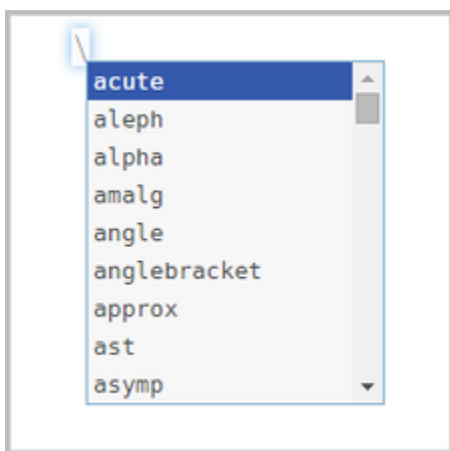 \
acute
aleph
alpha
amalg
angle
anglebracket
approx
ast
asymp